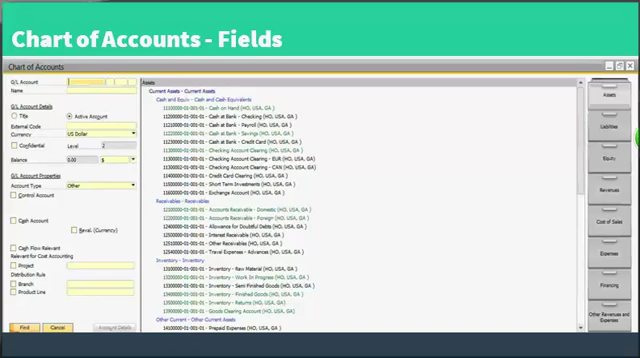 Chart of Accounts - Fields
Chart of Accounts
G/L Account
Name
G/L Account Details
Title
Active Account
External Code
Currency
US Dollar
Confidential
Level
2
Balance
0.00
$
G/L Account Properties
Account Type
Other
Control Account
Cash Account
Reval. (Currency)
Cash Flow Relevant
Relevant for Cost Accounting
Project
Distribution Rule
Branch
Product Line
Find
Cancel
Account Details
Assets
Current Assets - Current Assets
Cash and Equiv - Cash and Cash Equivalents
11100000-01-001-01 - Cash on Hand (HO, USA, GA )
11200000-01-001-01 - Cash at Bank - Checking (HO, USA, GA )
11210000-01-001-01 - Cash at Bank - Payroll (HO, USA, GA )
11220000-01-001-01 - Cash at Bank - Savings (HO, USA, GA )
11230000-01-001-01 - Cash at Bank - Credit Card (HO, USA, GA )
11300000-01-001-01 - Checking Account Clearing (HO, USA, GA )
11300001-01-001-01 - Checking Account Clearing - EUR (HO, USA, GA )
11300002-01-001-01 - Checking Account Clearing - CAN (HO, USA, GA )
11400000-01-001-01 - Credit Card Clearing (HO, USA, GA )
11500000-01-001-01 - Short Term Investments (HO, USA, GA )
11600000-01-001-01 - Exchange Account (HO, USA, GA )
Receivables - Receivables
12100000-01-001-01 - Accounts Receivable - Domestic (HO, USA, GA )
12200000-01-001-01 - Accounts Receivable - Foreign (HO, USA, GA )
12400000-01-001-01 - Allowance for Doubtful Debts (HO, USA, GA )
12500000-01-001-01 - Interest Receivable (HO, USA, GA )
12510000-01-001-01 - Other Receivables (HO, USA, GA )
12540000-01-001-01 - Travel Expenses - Advances (HO, USA, GA )
Inventory - Inventory
13100000-01-001-01 - Inventory - Raw Material (HO, USA, GA )
13200000-01-001-01 - Inventory - Work In Progress (HO, USA, GA )
13300000-01-001-01 - Inventory - Semi Finished Goods (HO, USA, GA )
13400000-01-001-01 - Inventory - Finished Goods (HO, USA, GA )
13500000-01-001-01 - Inventory - Returns (HO, USA, GA )
13800000-01-001-01 - Goods Clearing Account (HO, USA, GA )
Other Current - Other Current Assets
14100000-01-001-01 - Prepaid Expenses (HO, USA, GA )
Assets
Liabilities
Equity
Revenues
Cost of Sales
Expenses
Financing
Other Revenues and
Expenses